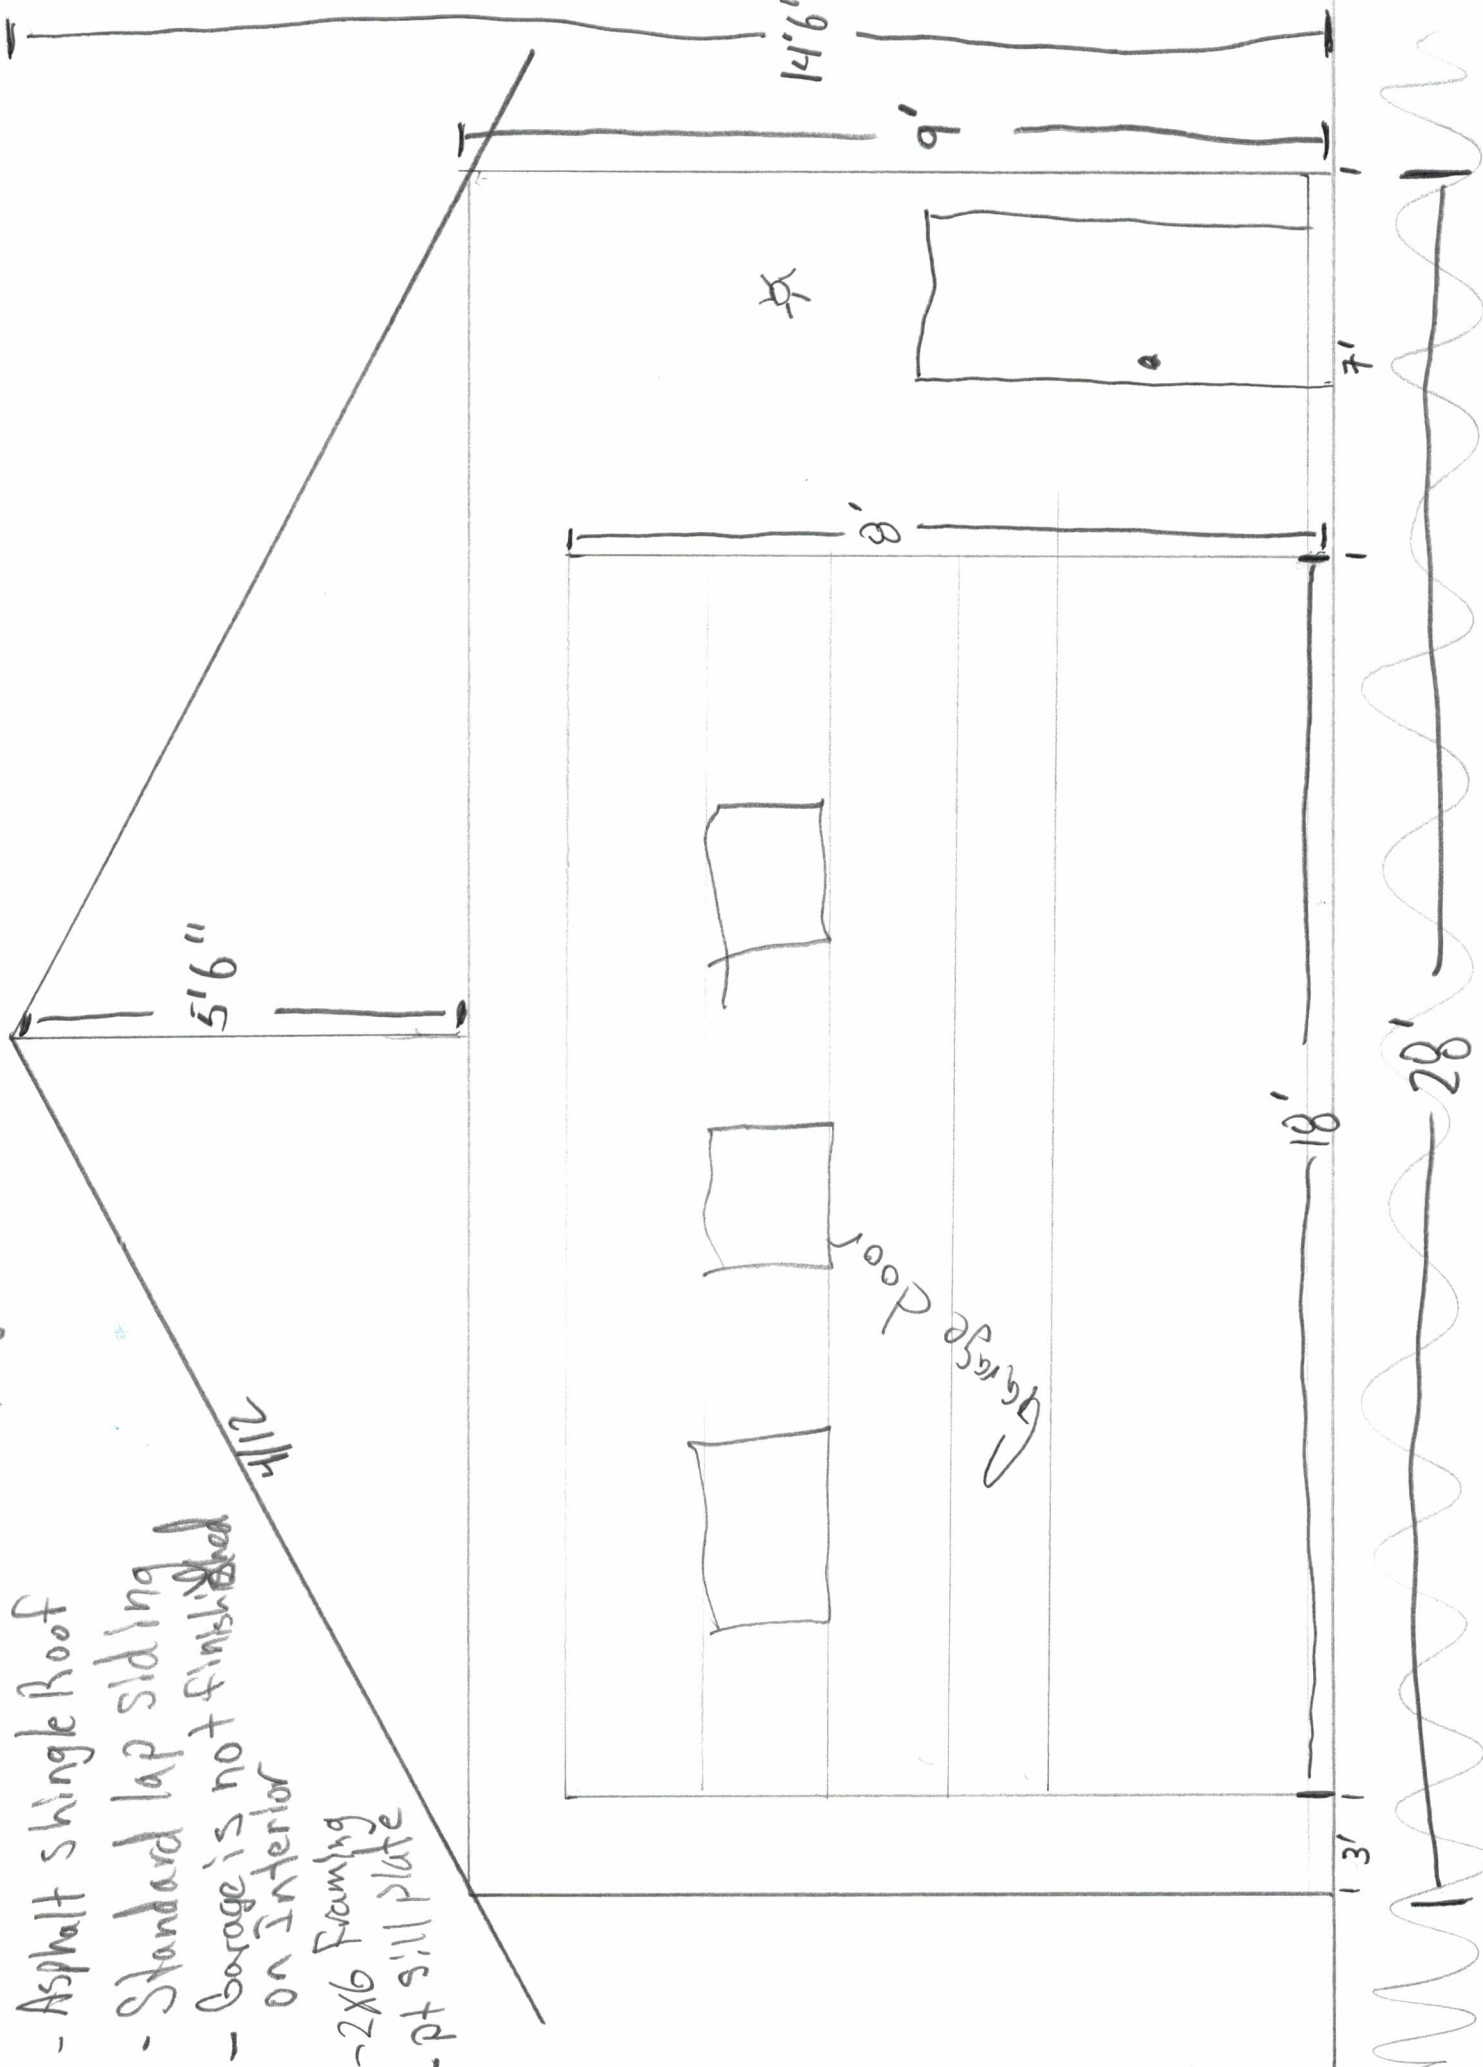 - Asphalt shingle Roof
- Standard lap siding
- Garage is not finished
on Interior
- 2x6 Framing
- pt sill plate
4/12
5'6"
14'6"
9'
8'
Garage door
18'
3'
7'
28'